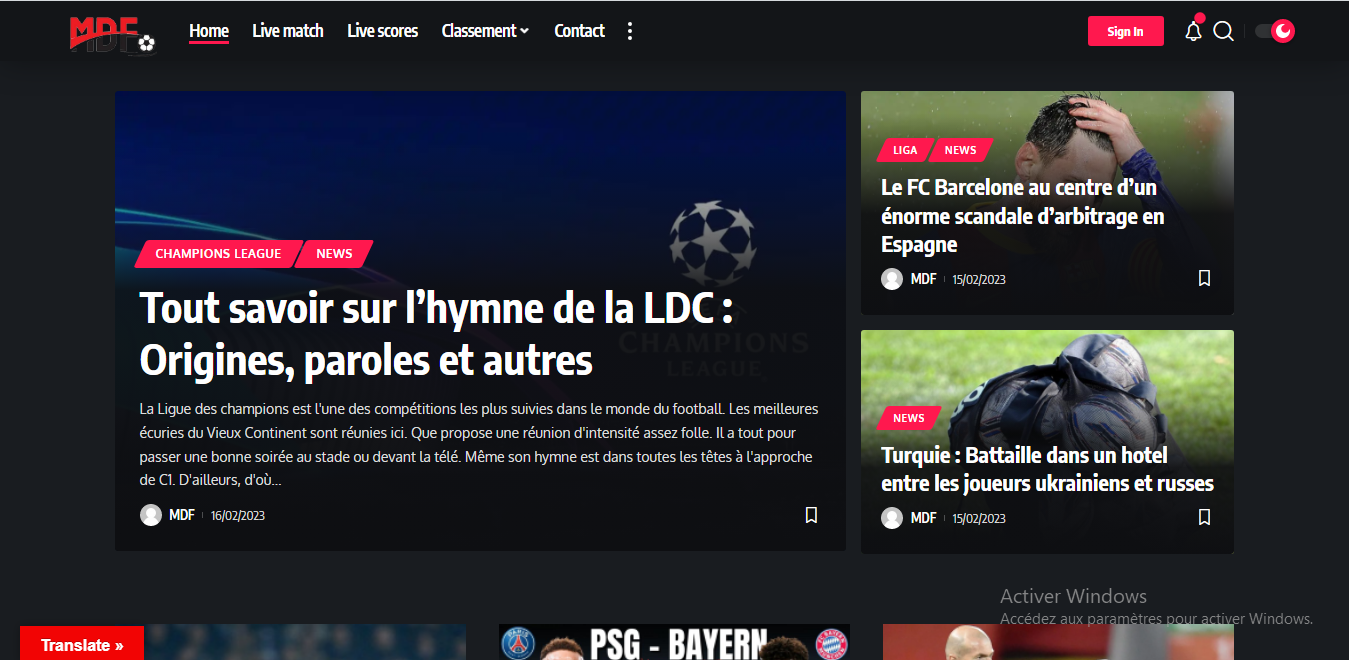 MDF
Home
Live match
Live scores
Classement
Contact
Sign In
CHAMPIONS LEAGUE
NEWS
Tout savoir sur l’hymne de la LDC :
Origines, paroles et autres
CHAMPIONS
LEAGUE
La Ligue des champions est l'une des compétitions les plus suivies dans le monde du football. Les meilleures
écuries du Vieux Continent sont réunies ici. Que propose une réunion d'intensité assez folle. Il a tout pour
passer une bonne soirée au stade ou devant la télé. Même son hymne est dans toutes les têtes à l'approche
de C1. D'ailleurs, d'où...
MDF
16/02/2023
LIGA
NEWS
Le FC Barcelone au centre d’un
énorme scandale d’arbitrage en
Espagne
MDF
15/02/2023
NEWS
Turquie : Battaille dans un hotel
entre les joueurs ukrainiens et russes
MDF
15/02/2023
Activer Windows
Accédez aux paramètres pour activer Windows.
Translate »
PSG - BAYERN